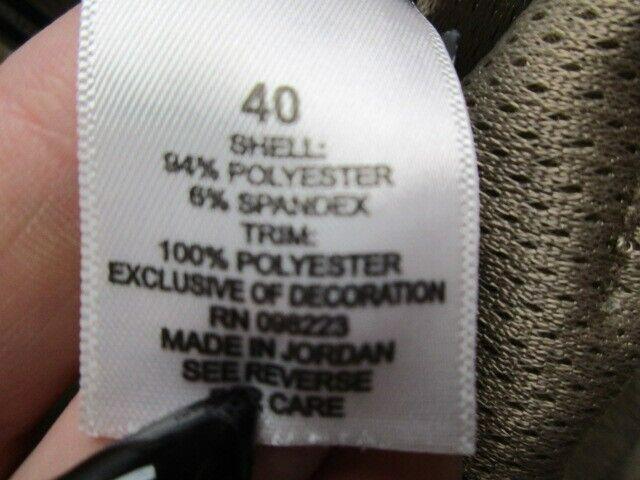 40
SHELL:
94% POLYESTER
6% SPANDEX
TRIM:
100% POLYESTER
EXCLUSIVE OF DECORATION
RN 098223
MADE IN JORDAN
SEE REVERSE
CARE